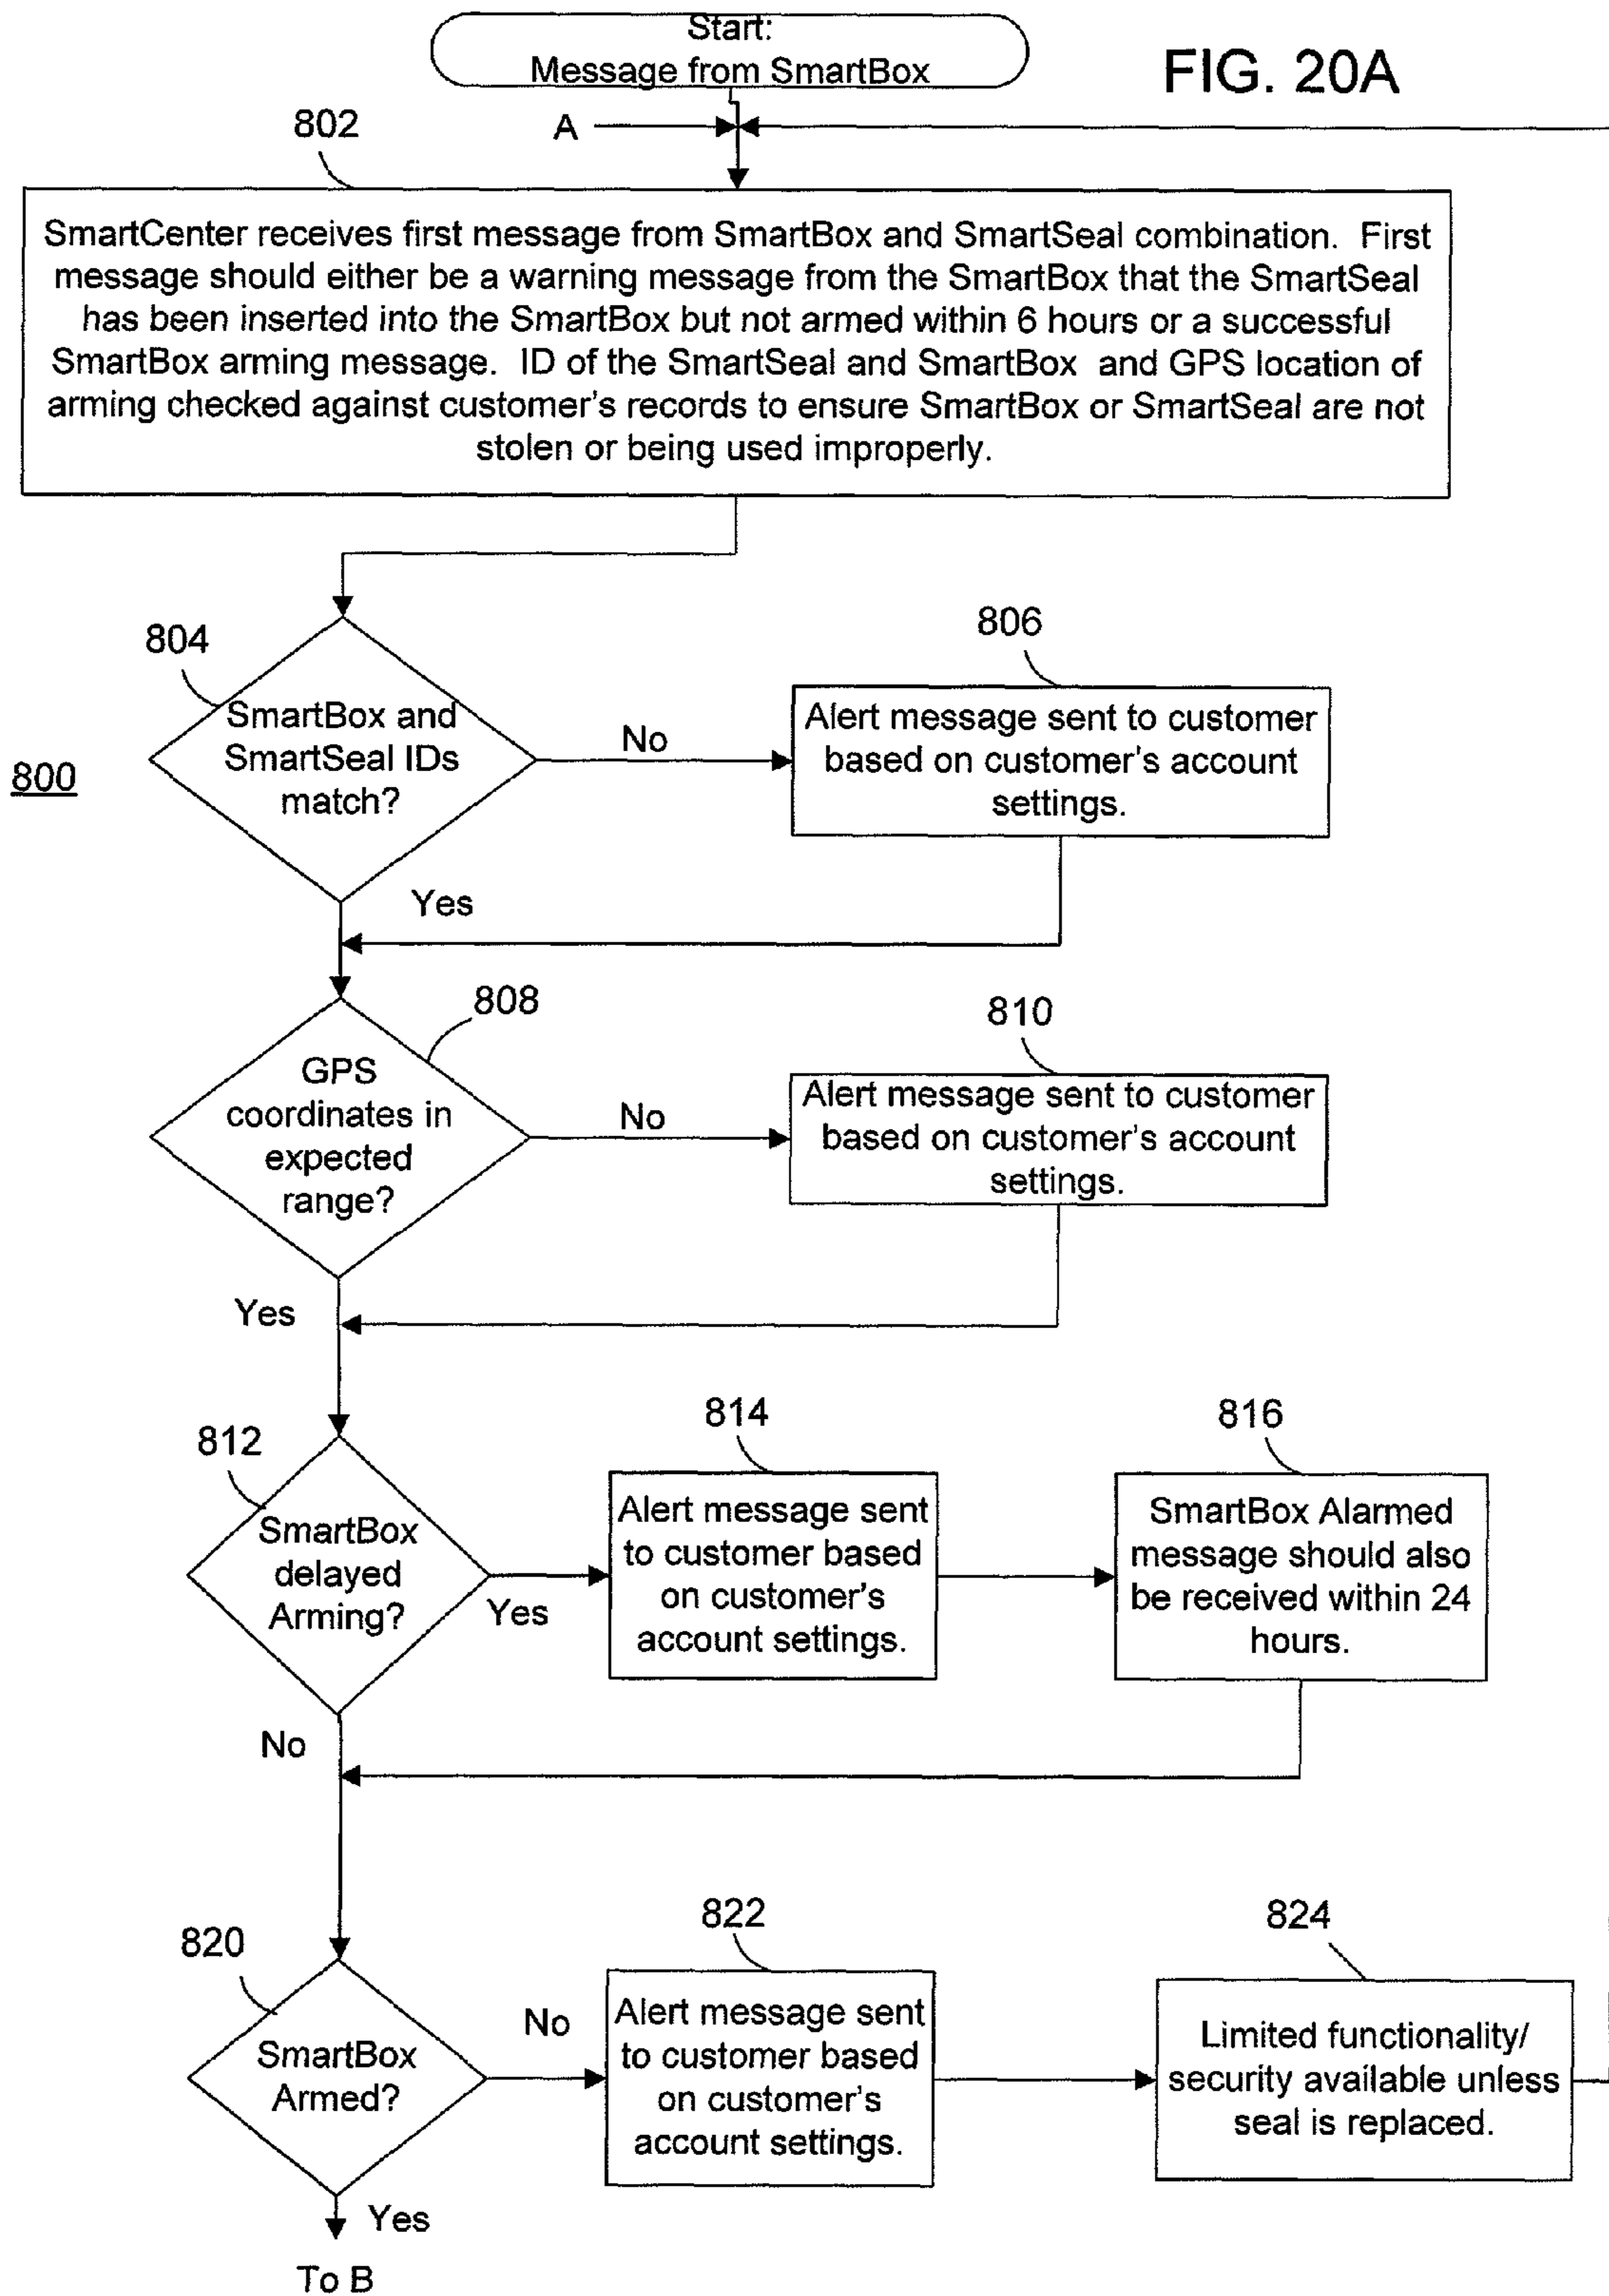 Start:
Message from SmartBox
FIG. 20A
A
802
SmartCenter receives first message from SmartBox and SmartSeal combination. First
message should either be a warning message from the SmartBox that the SmartSeal
has been inserted into the SmartBox but not armed within 6 hours or a successful
SmartBox arming message. ID of the SmartSeal and SmartBox and GPS location of
arming checked against customer's records to ensure SmartBox or SmartSeal are not
stolen or being used improperly.
800
804
SmartBox and
SmartSeal IDs
match?
No
806
Alert message sent to customer
based on customer's account
settings.
Yes
808
GPS
coordinates in
expected
range?
No
810
Alert message sent to customer
based on customer's account
settings.
Yes
812
SmartBox
delayed
Arming?
Yes
814
Alert message sent
to customer based
on customer's
account settings.
816
SmartBox Alarmed
message should also
be received within 24
hours.
No
820
SmartBox
Armed?
No
822
Alert message sent
to customer based
on customer's
account settings.
824
Limited functionality/
security available unless
seal is replaced.
Yes
To B